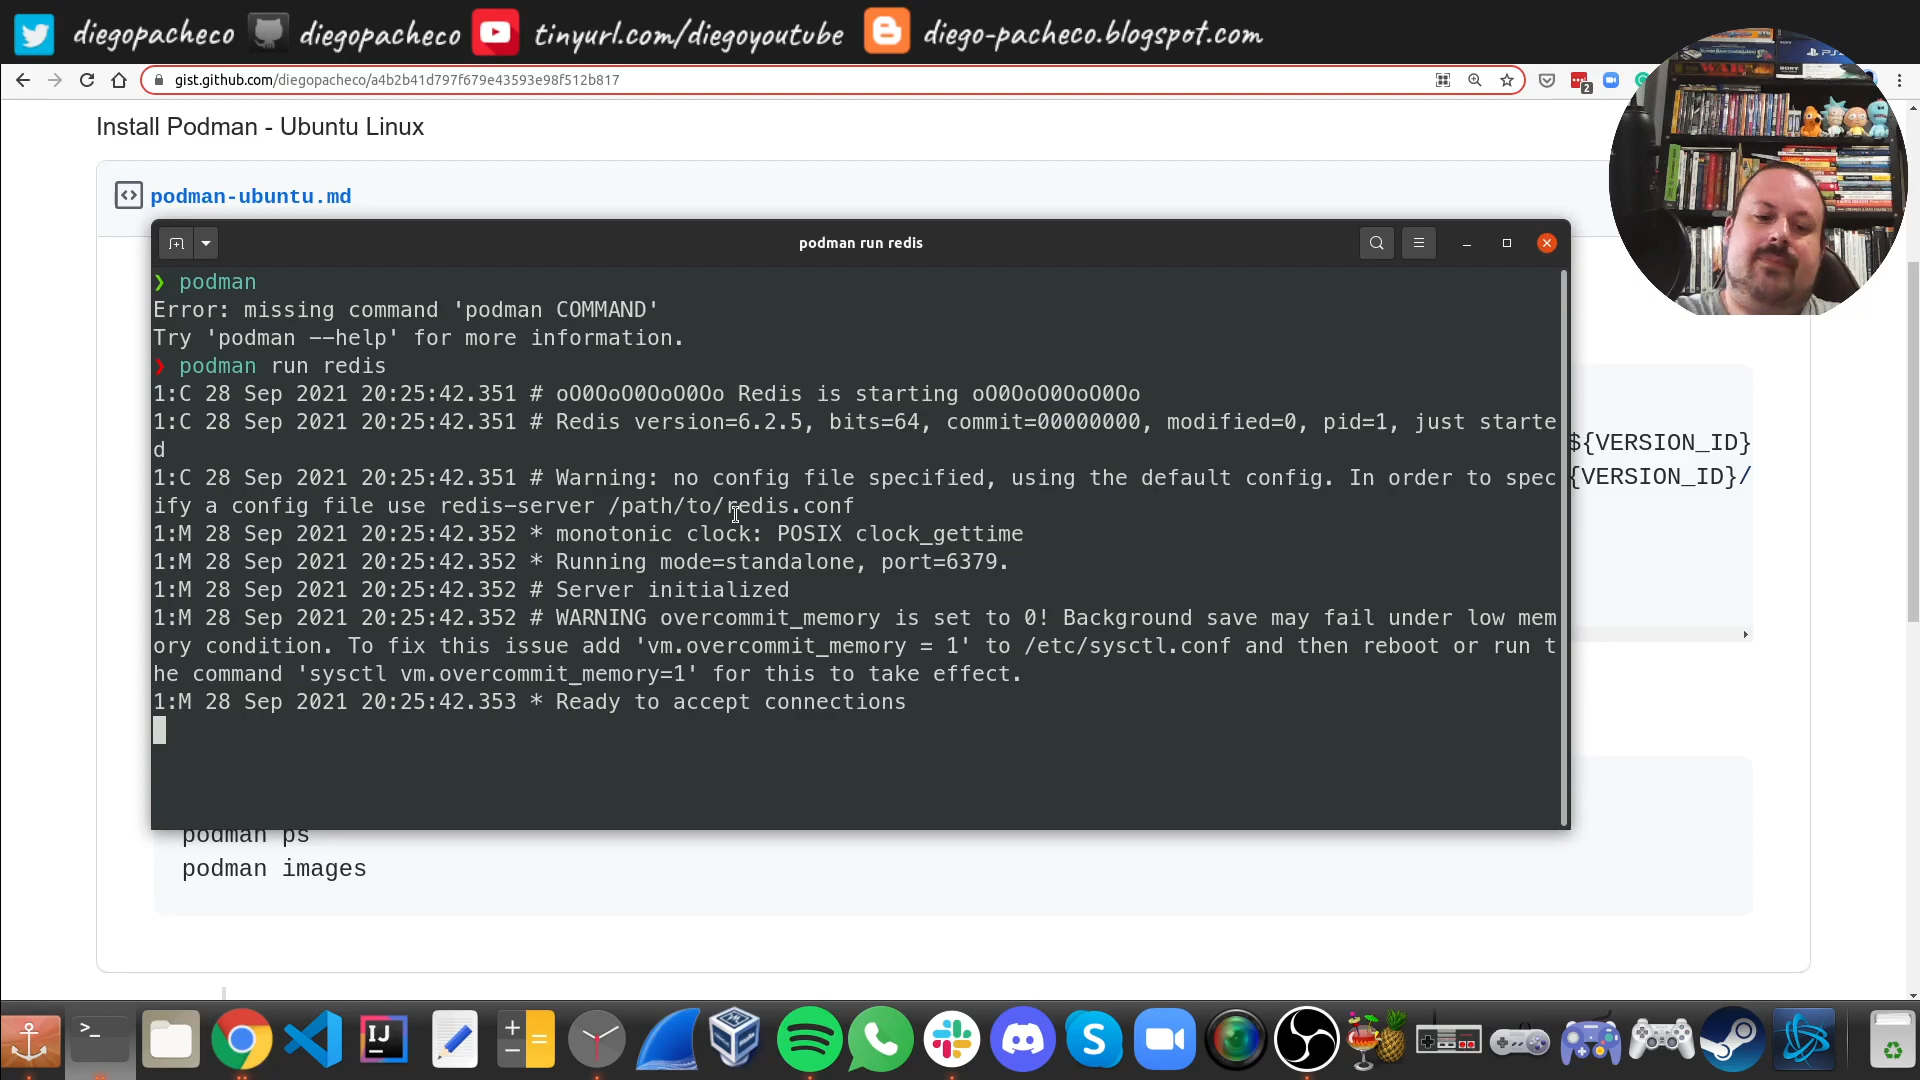 diegopacheco diegopacheco tinyurl.com/diegoyoutube diego-pacheco.blogspot.com
gist.github.com/diegopacheco/a4b2b41d797f679e43593e98f512b817
2
Install Podman - Ubuntu Linux
podman-ubuntu.md
podman run redis
❯ podman
Error: missing command 'podman COMMAND'
Try 'podman --help' for more information.
❯ podman run redis
1:C 28 Sep 2021 20:25:42.351 # oO0OoO0OoO0Oo Redis is starting oO0OoO0OoO0Oo
1:C 28 Sep 2021 20:25:42.351 # Redis version=6.2.5, bits=64, commit=00000000, modified=0, pid=1, just starte
d
1:C 28 Sep 2021 20:25:42.351 # Warning: no config file specified, using the default config. In order to spec
ify a config file use redis-server /path/to/redis.conf
1:M 28 Sep 2021 20:25:42.352 * monotonic clock: POSIX clock_gettime
1:M 28 Sep 2021 20:25:42.352 * Running mode=standalone, port=6379.
1:M 28 Sep 2021 20:25:42.352 # Server initialized
1:M 28 Sep 2021 20:25:42.352 # WARNING overcommit_memory is set to 0! Background save may fail under low mem
ory condition. To fix this issue add 'vm.overcommit_memory = 1' to /etc/sysctl.conf and then reboot or run t
he command 'sysctl vm.overcommit_memory=1' for this to take effect.
1:M 28 Sep 2021 20:25:42.353 * Ready to accept connections
${VERSION_ID}
{VERSION_ID}/
podman ps
podman images